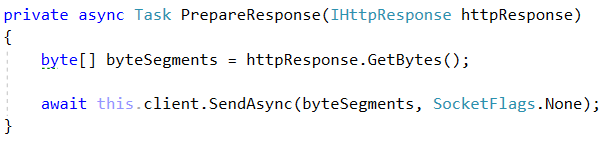 private async Task PrepareResponse(IHttpResponse httpResponse)
{
byte[] byteSegments = httpResponse.GetBytes();
await this.client.SendAsync(byteSegments, SocketFlags.None);
}